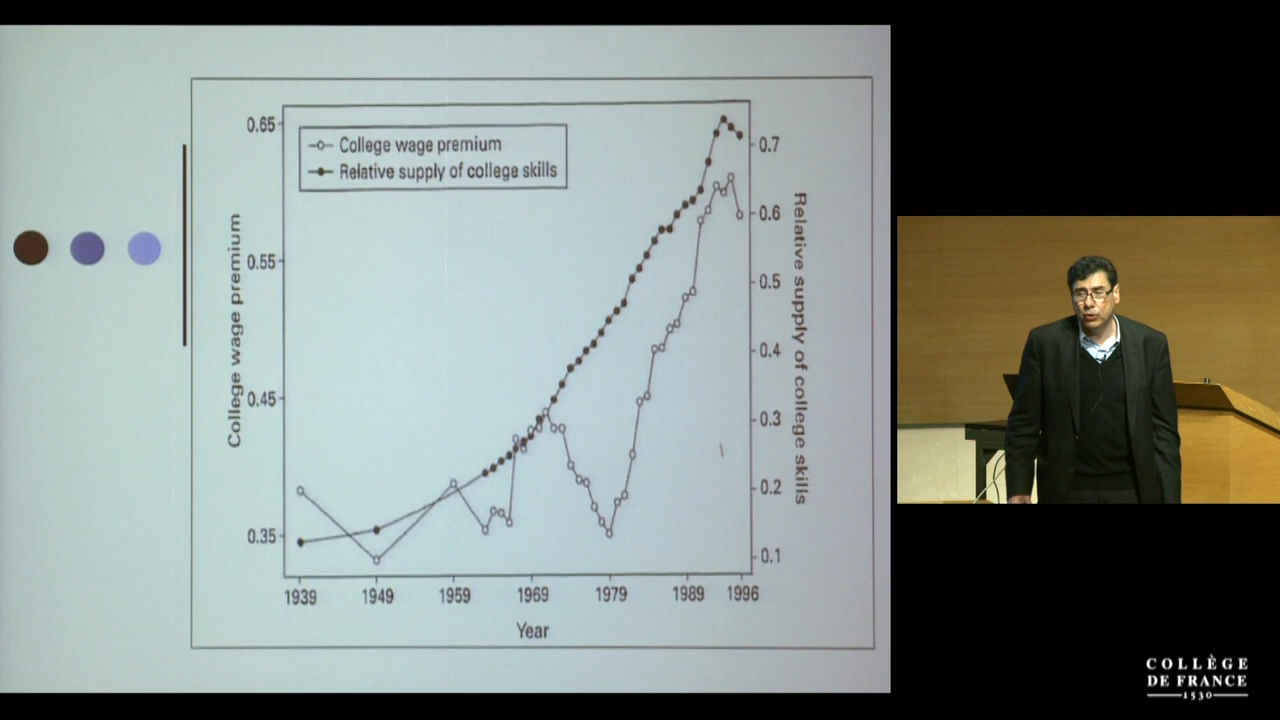 College wage premium
Relative supply of college skills
0.65
0.55
0.45
0.35
College wage premium
0.7
0.6
0.5
0.4
0.3
0.2
0.1
Relative supply of college skills
1939
1949
1959
1969
1979
1989
1996
Year
COLLÈGE
DE FRANCE
1530